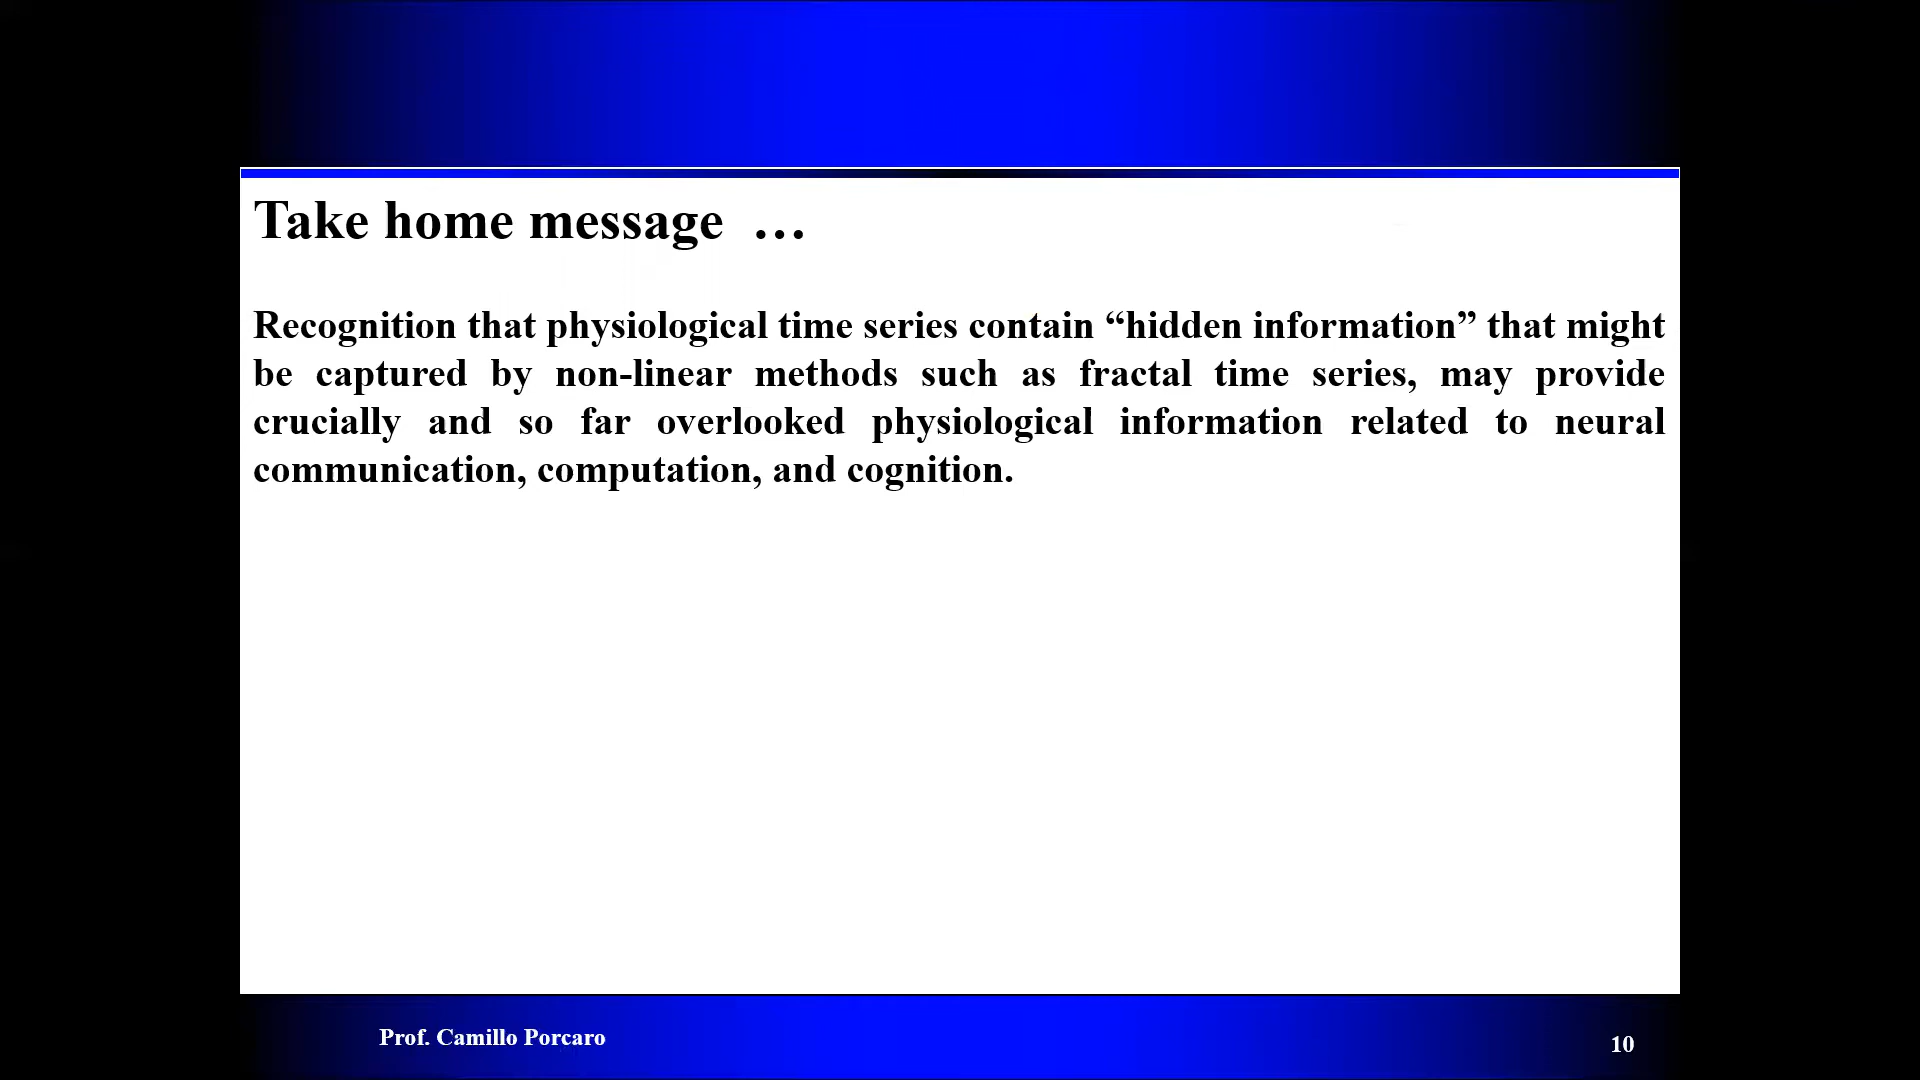 Take home message …
Recognition that physiological time series contain “hidden information” that might
be captured by non-linear methods such as fractal time series, may provide
crucially and so far overlooked physiological information related to neural
communication, computation, and cognition.
Prof. Camillo Porcaro
10